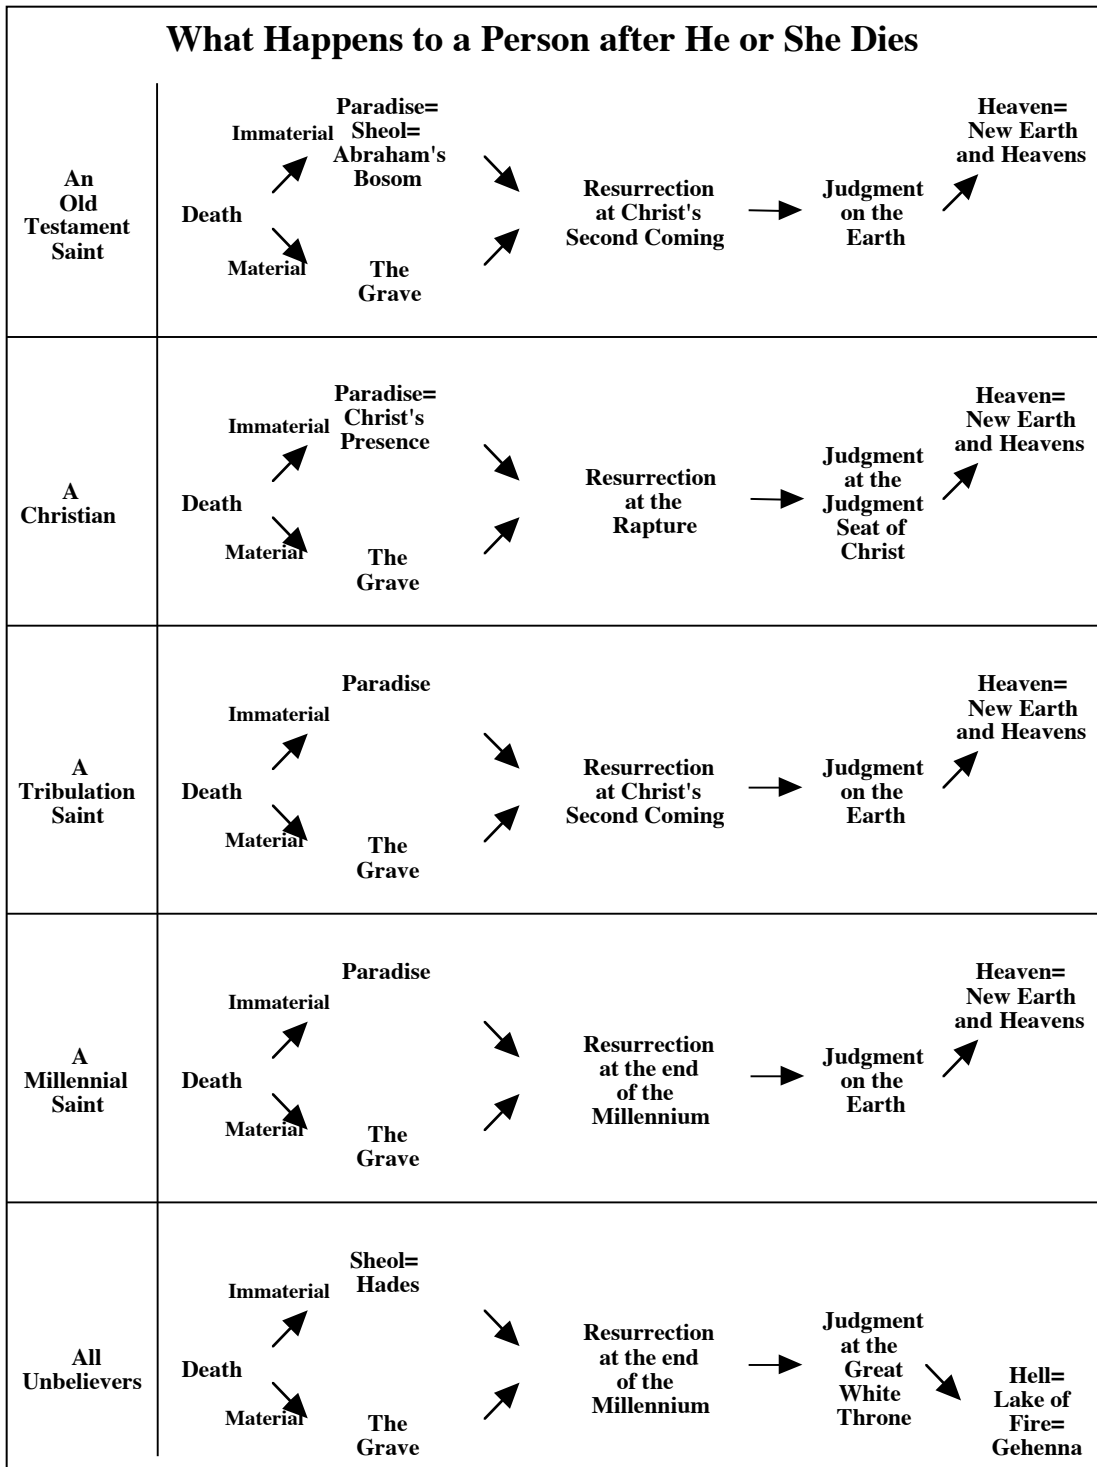 What Happens to a Person after He or She Dies
An
Old
Testament
Saint
Death
Immaterial
Material
Paradise=
Sheol=
Abraham's
Bosom
The
Grave
Resurrection
at Christ's
Second Coming
Judgment
on the
Earth
Heaven=
New Earth
and Heavens
A
Christian
Death
Immaterial
Material
Paradise=
Christ's
Presence
The
Grave
Resurrection
at the
Rapture
Judgment
at the
Judgment
Seat of
Christ
Heaven=
New Earth
and Heavens
A
Tribulation
Saint
Death
Immaterial
Material
Paradise
The
Grave
Resurrection
at Christ's
Second Coming
Judgment
on the
Earth
Heaven=
New Earth
and Heavens
A
Millennial
Saint
Death
Immaterial
Material
Paradise
The
Grave
Resurrection
at the end
of the
Millennium
Judgment
on the
Earth
Heaven=
New Earth
and Heavens
All
Unbelievers
Death
Immaterial
Material
Sheol=
Hades
The
Grave
Resurrection
at the end
of the
Millennium
Judgment
at the
Great
White
Throne
Hell=
Lake of
Fire=
Gehenna